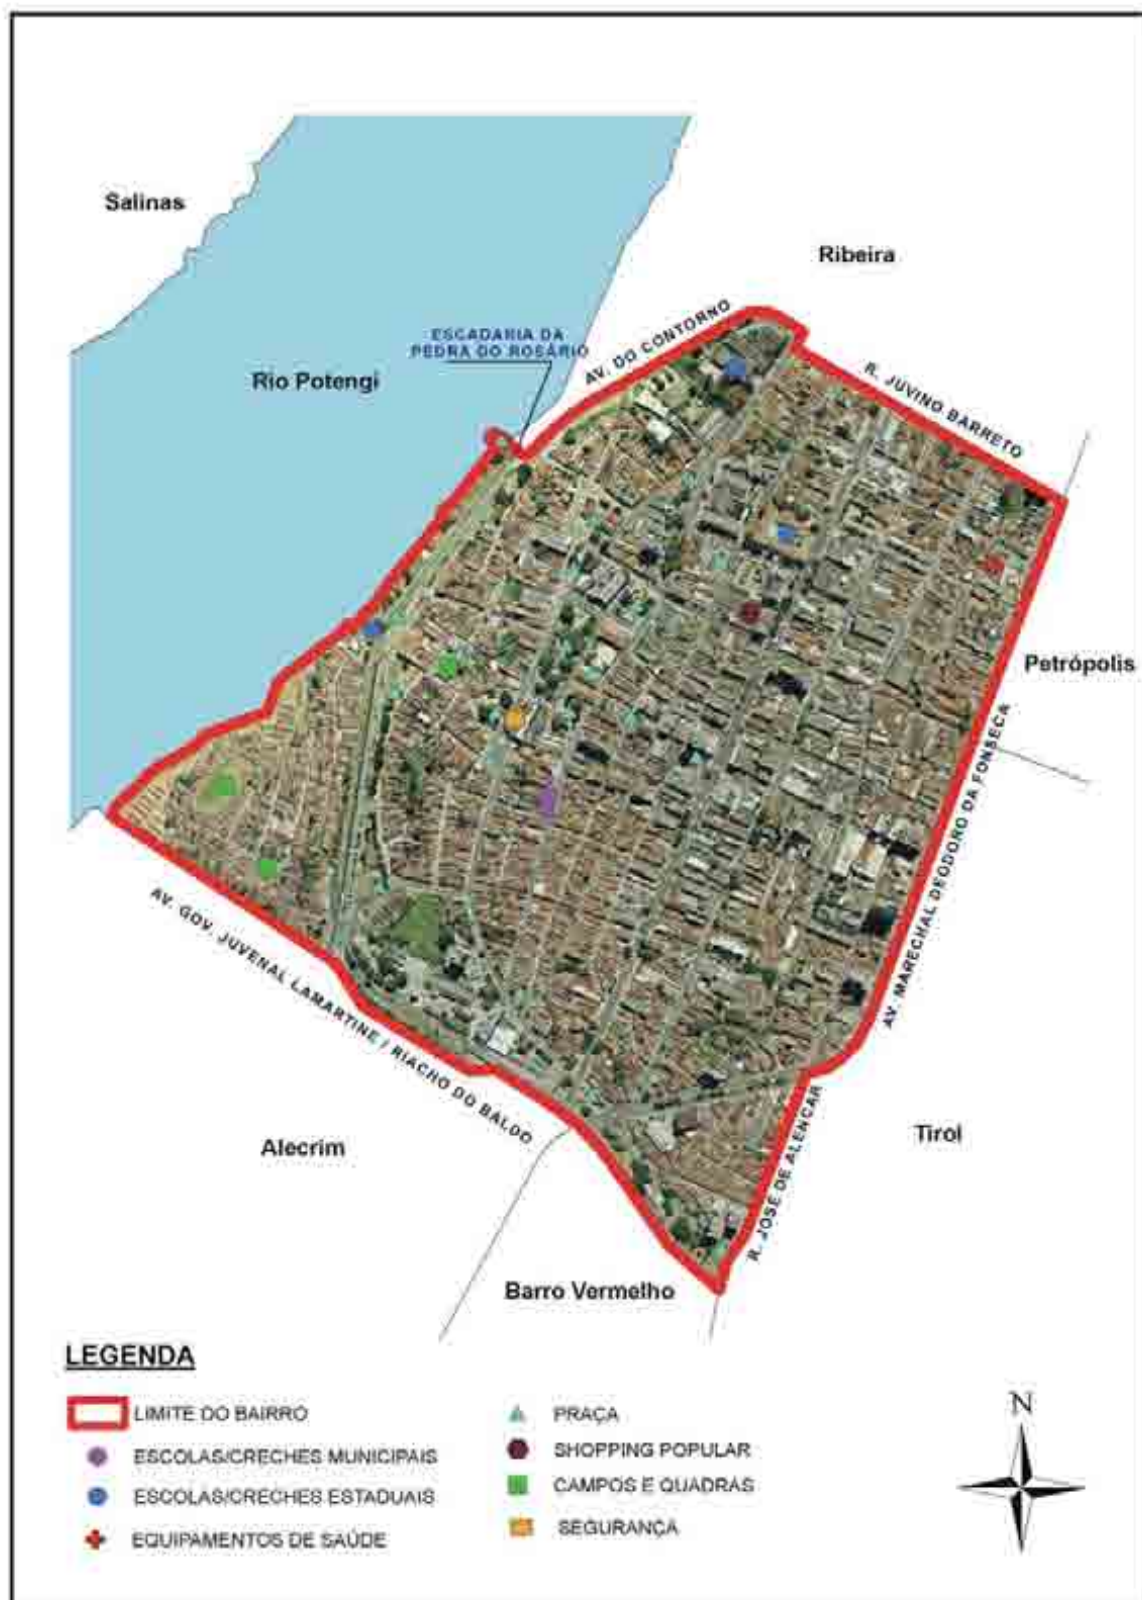 Salinas
Ribeira
ESCADARIA DA
PEDRA DO ROSÁRIO
AV. DO CONTORNO
Rio Potengi
R. JUVINO BARRETO
Petrópolis
AV. MARECHAL DEODORO DA FONSECA
AV. GOV. JUVENAL LAMARTINE / RIACHO DO BALDO
R. JOSÉ DE ALENCAR
Tirol
Alecrim
Barro Vermelho
LEGENDA
LIMITE DO BAIRRO
ESCOLAS/CRECHES MUNICIPAIS
ESCOLAS/CRECHES ESTADUAIS
EQUIPAMENTOS DE SAÚDE
PRAÇA
SHOPPING POPULAR
CAMPOS E QUADRAS
SEGURANÇA
N